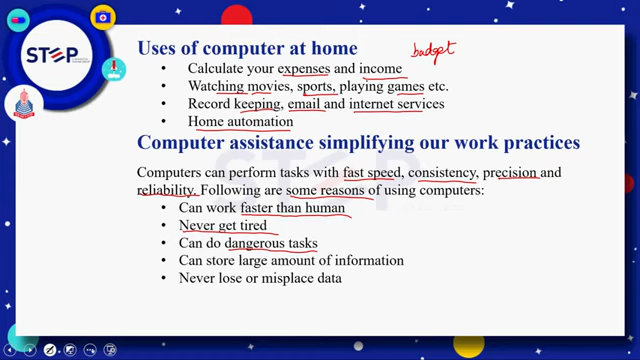 STEP
Uses of computer at home
budget
• Calculate your expenses and income
• Watching movies, sports, playing games etc.
• Record keeping, email and internet services
• Home automation
Computer assistance simplifying our work practices
Computers can perform tasks with fast speed, consistency, precision and
reliability. Following are some reasons of using computers:
• Can work faster than human
• Never get tired
• Can do dangerous tasks
• Can store large amount of information
• Never lose or misplace data
STEP